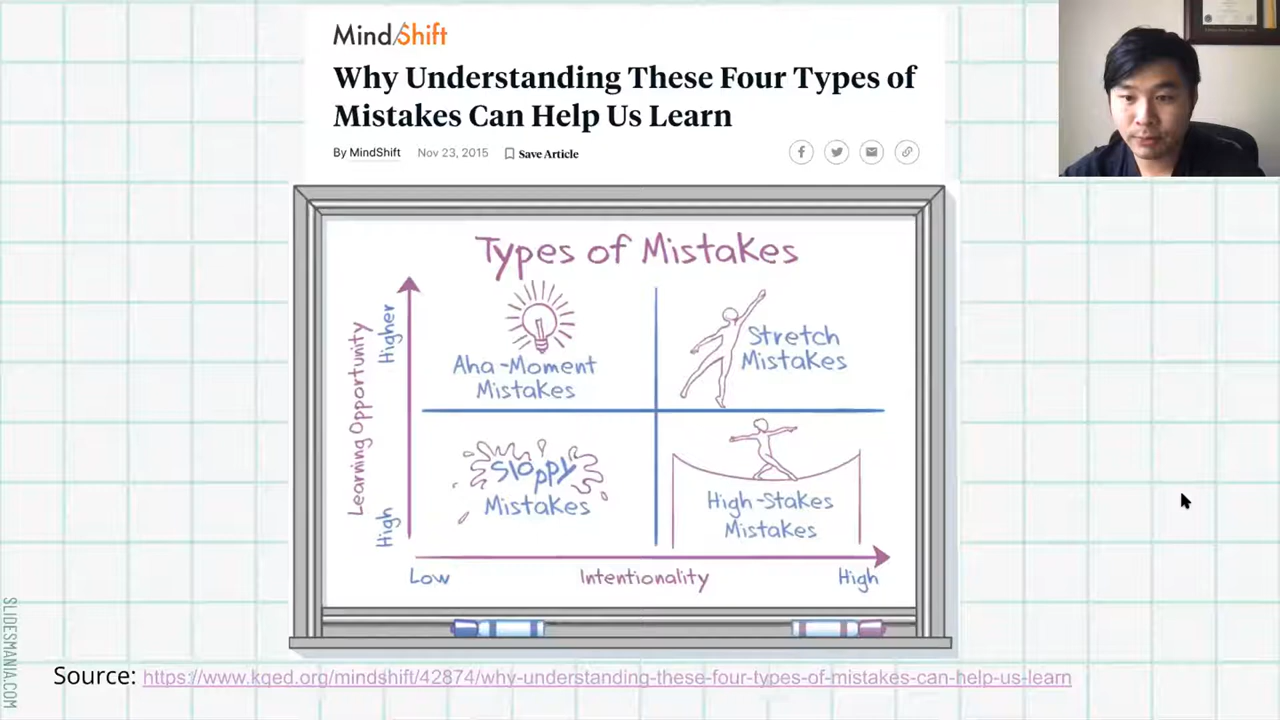 Mind/Shift
Why Understanding These Four Types of
Mistakes Can Help Us Learn
By MindShift Nov 23, 2015 Save Article
Types of Mistakes
Learning Opportunity
Higher
High
Aha-Moment
Mistakes
Stretch
Mistakes
Sloppy
Mistakes
High-Stakes
Mistakes
Low Intentionality High
Source: https://www.kqed.org/mindshift/42874/why-understanding-these-four-types-of-mistakes-can-help-us-learn
SLIDESMANIA.COM